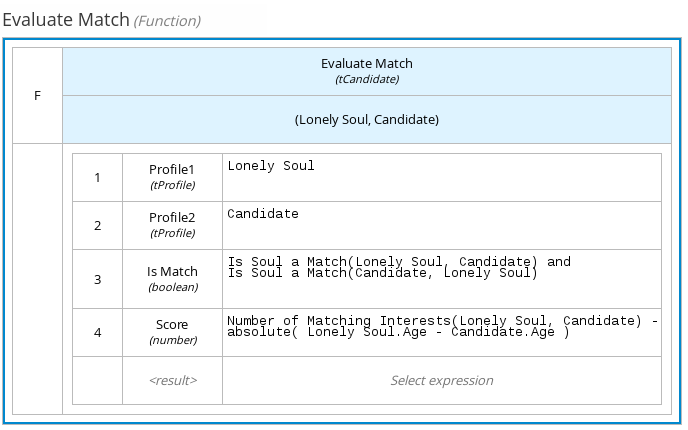 Evaluate Match (Function)
F
Evaluate Match
(tCandidate)
(Lonely Soul, Candidate)
1
Profile1
(tProfile)
Lonely Soul
2
Profile2
(tProfile)
Candidate
3
Is Match
(boolean)
Is Soul a Match(Lonely Soul, Candidate) and
Is Soul a Match(Candidate, Lonely Soul)
4
Score
(number)
Number of Matching Interests(Lonely Soul, Candidate) -
absolute( Lonely Soul.Age - Candidate.Age )
<result>
Select expression